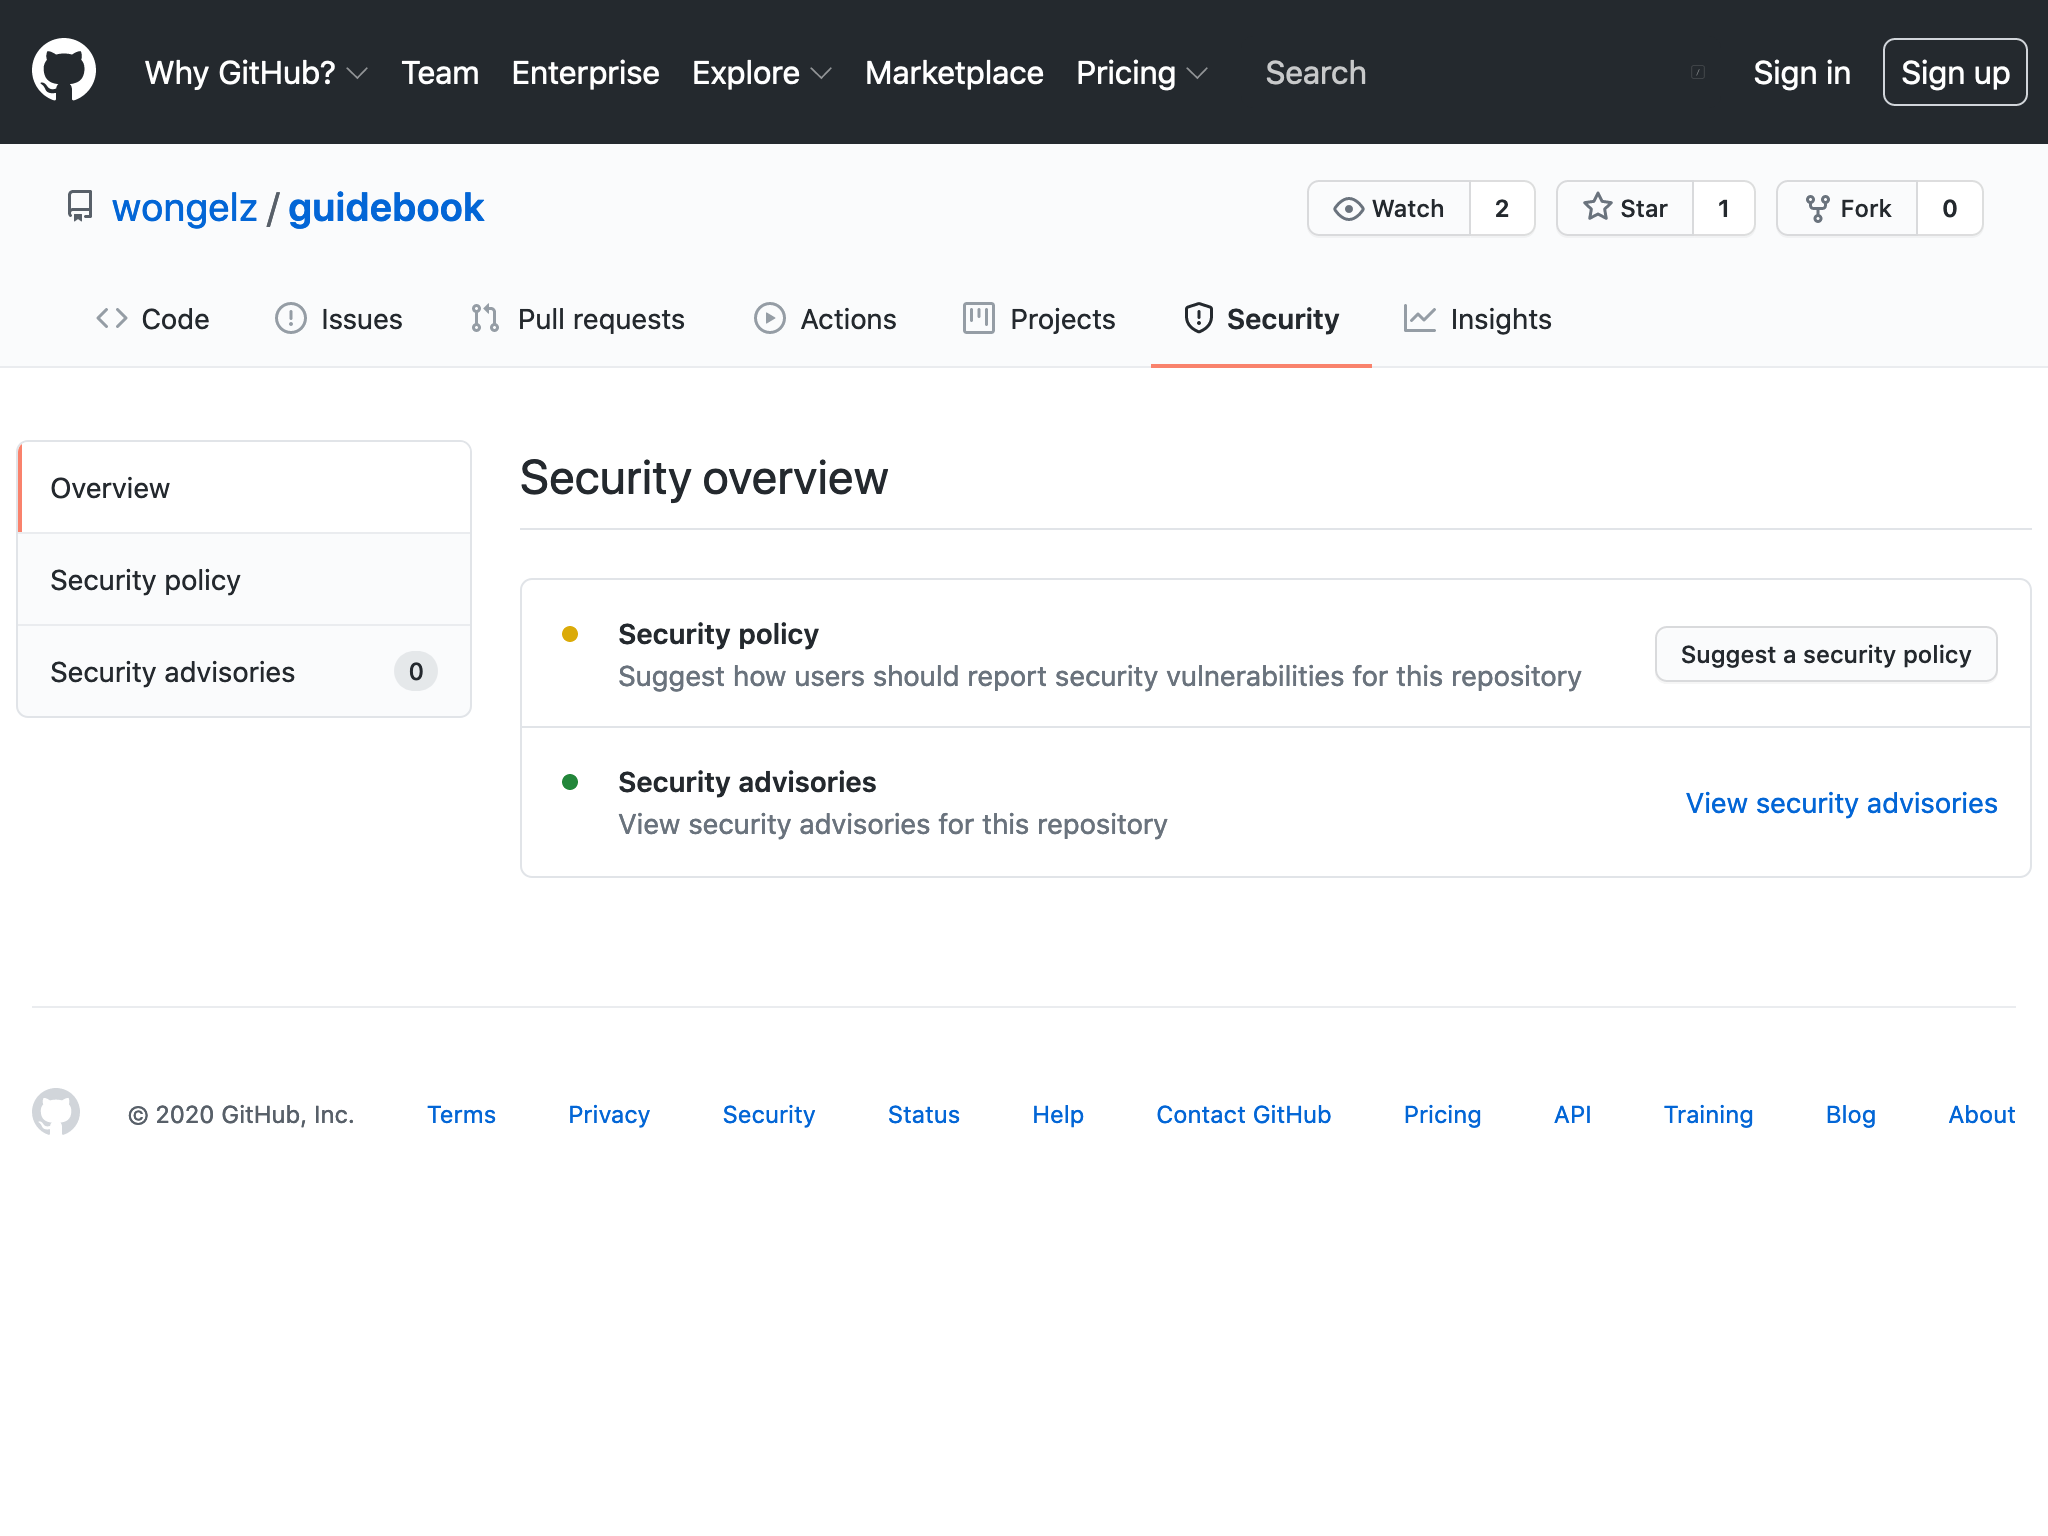 Why GitHub? Team Enterprise Explore Marketplace Pricing Search / Sign in Sign up
wongelz / guidebook Watch 2 Star 1 Fork 0
Code Issues Pull requests Actions Projects Security Insights
Overview
Security policy
Security advisories 0
Security overview
Security policy
Suggest how users should report security vulnerabilities for this repository
Suggest a security policy
Security advisories
View security advisories for this repository
View security advisories
© 2020 GitHub, Inc. Terms Privacy Security Status Help Contact GitHub Pricing API Training Blog About